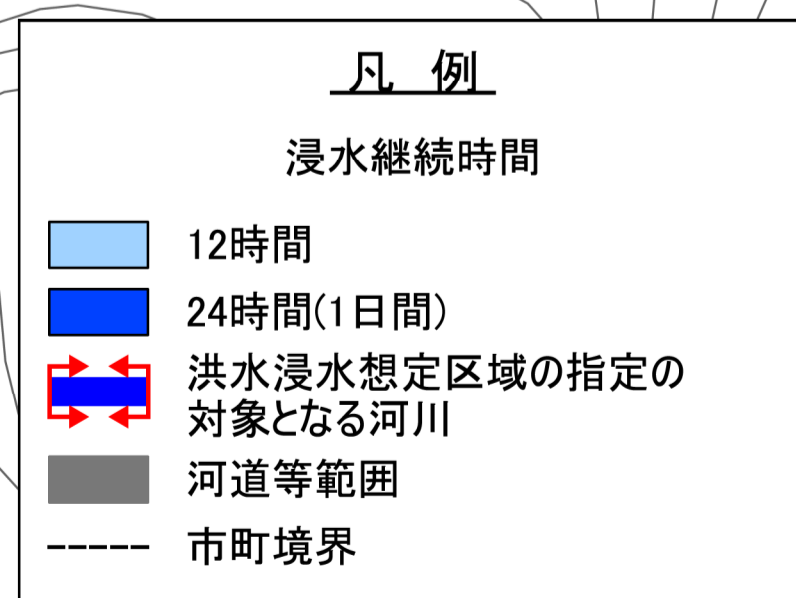 凡 例
浸水継続時間
12時間
24時間(1日間)
洪水浸水想定区域の指定の
対象となる河川
河道等範囲
市町境界